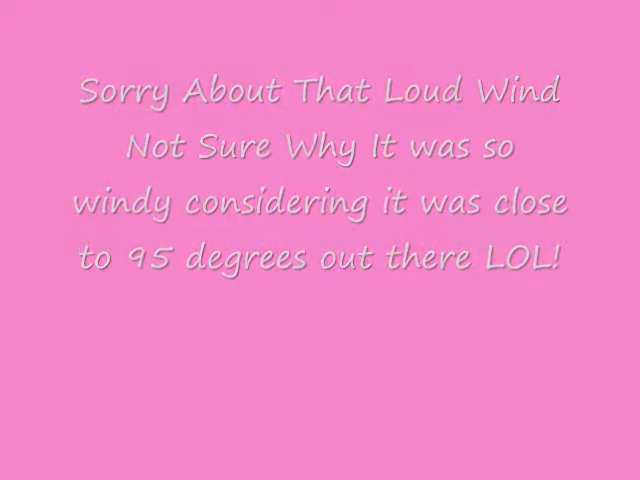 Sorry About That Loud Wind
Not Sure Why It was so
windy considering it was close
to 95 degrees out there LOL!